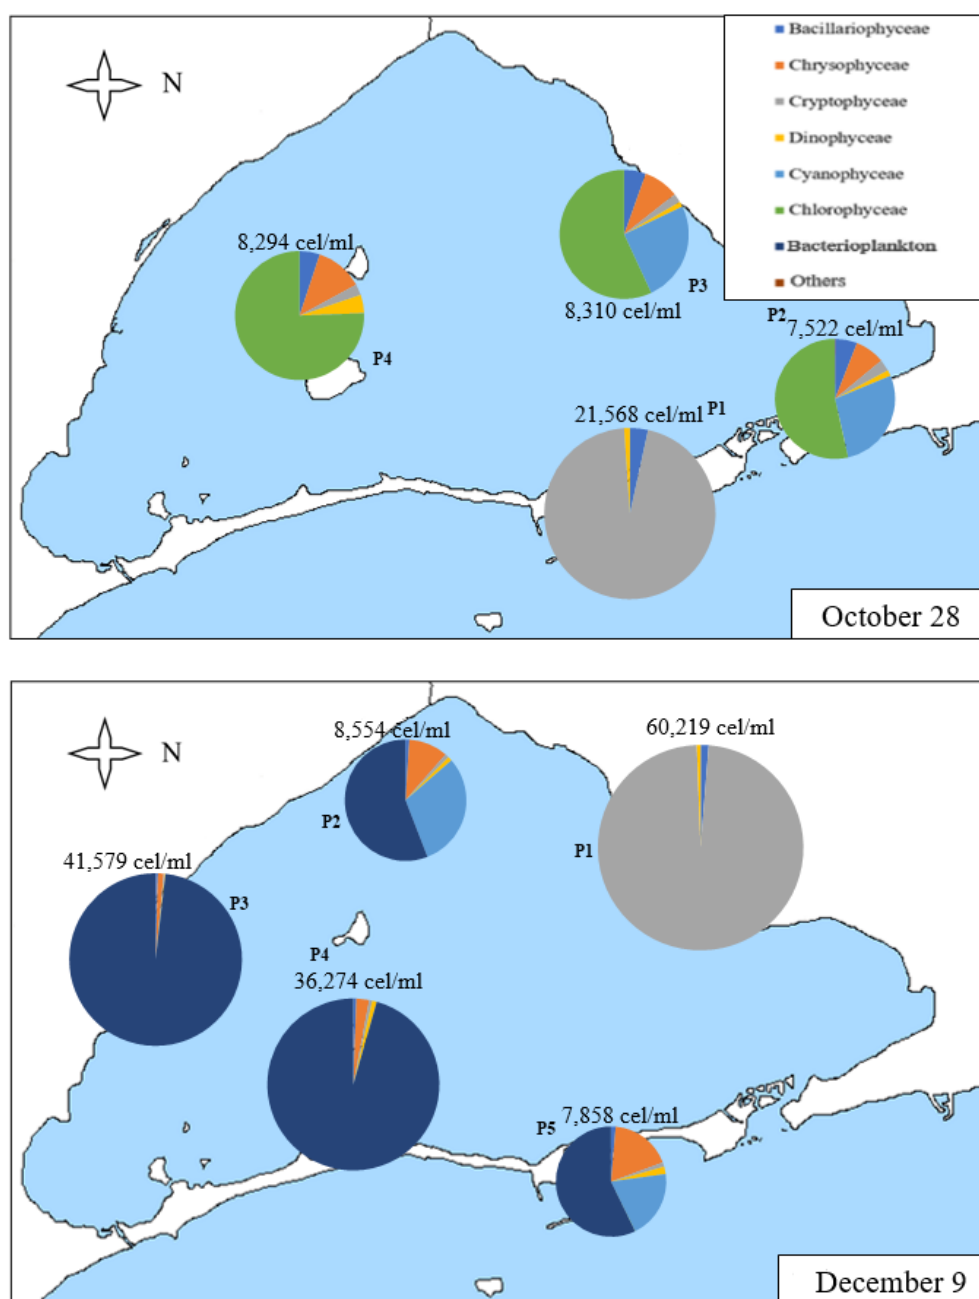 N
Bacillariophyceae
Chrysophyceae
Cryptophyceae
Dinophyceae
Cyanophyceae
Chlorophyceae
Bacterioplankton
Others
8,294 cel/ml
P4
P3
8,310 cel/ml
P2
7,522 cel/ml
21,568 cel/ml
P1
October 28
N
8,554 cel/ml
P2
60,219 cel/ml
P1
41,579 cel/ml
P3
P4
36,274 cel/ml
P5
7,858 cel/ml
December 9